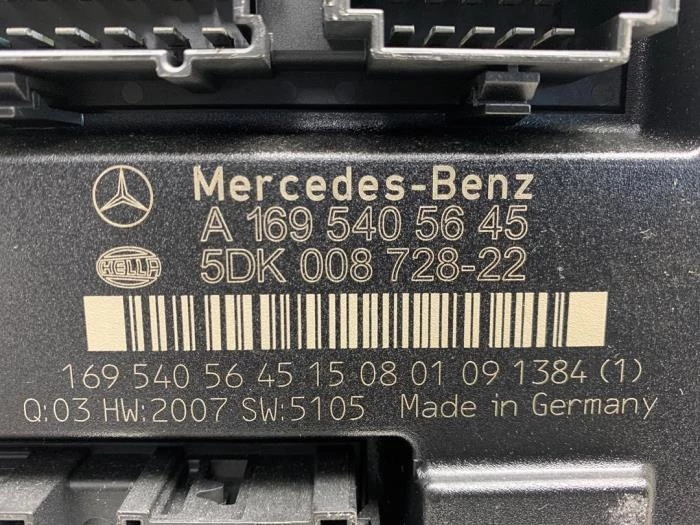 Mercedes-Benz
A 169 540 56 45
HELLA
5DK 008 728-22
169 540 56 45 15 08 01 09 1384 (1)
Q:03 HW:2007 SW:5105 Made in Germany